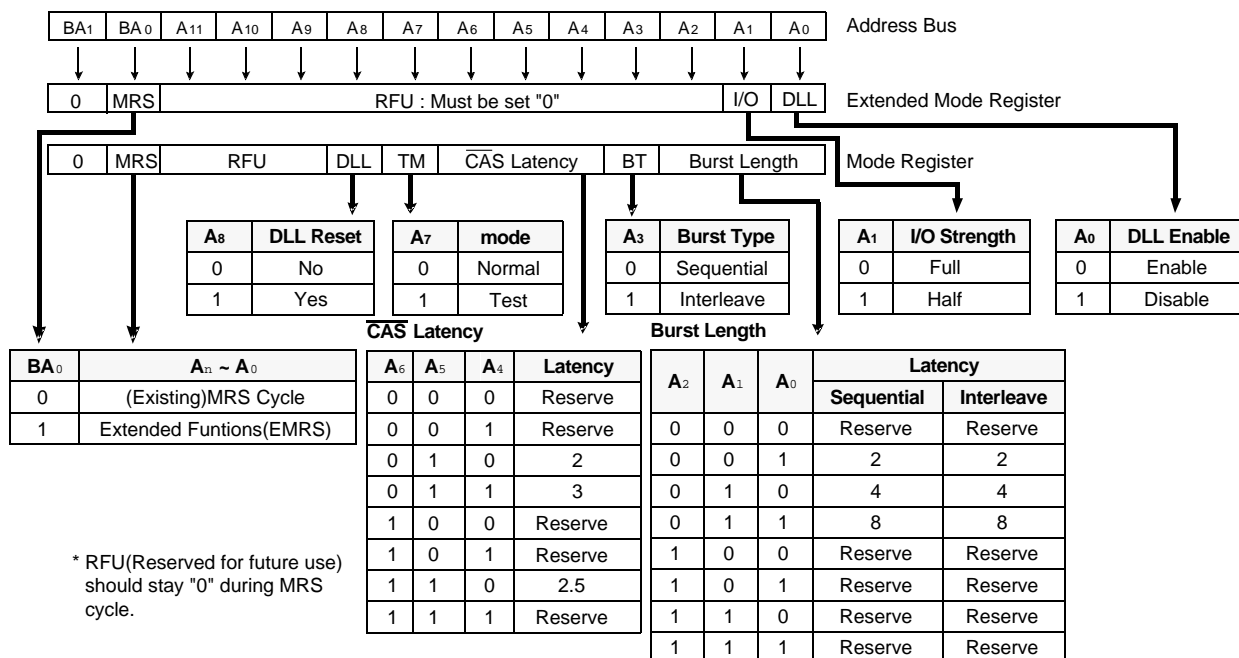 BA1 BA0 A11 A10 A9 A8 A7 A6 A5 A4 A3 A2 A1 A0 Address Bus
0 MRS RFU : Must be set "0" I/O DLL Extended Mode Register
0 MRS RFU DLL TM CAS Latency BT Burst Length Mode Register
A8 DLL Reset
0 No
1 Yes
A7 mode
0 Normal
1 Test
A3 Burst Type
0 Sequential
1 Interleave
A1 I/O Strength
0 Full
1 Half
A0 DLL Enable
0 Enable
1 Disable
BA0 An ~ A0
0 (Existing)MRS Cycle
1 Extended Funtions(EMRS)
* RFU(Reserved for future use)
should stay "0" during MRS
cycle.
CAS Latency
A6 A5 A4 Latency
0 0 0 Reserve
0 0 1 Reserve
0 1 0 2
0 1 1 3
1 0 0 Reserve
1 0 1 Reserve
1 1 0 2.5
1 1 1 Reserve
Burst Length
A2 A1 A0 Latency
Sequential Interleave
0 0 0 Reserve Reserve
0 0 1 2 2
0 1 0 4 4
0 1 1 8 8
1 0 0 Reserve Reserve
1 0 1 Reserve Reserve
1 1 0 Reserve Reserve
1 1 1 Reserve Reserve